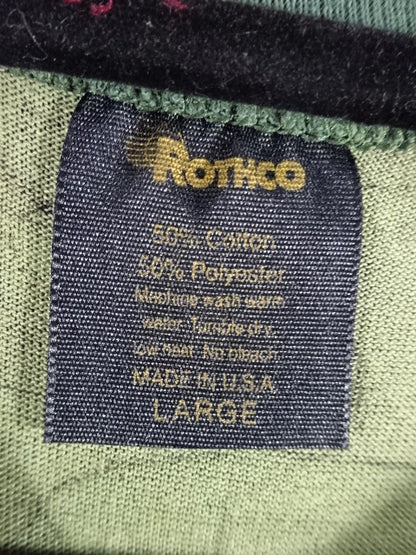 ROTHCO
50% Cotton
50% Polyester
Machine wash warm
water. Tumble dry
low heat. No bleach
MADE IN U.S.A.
LARGE